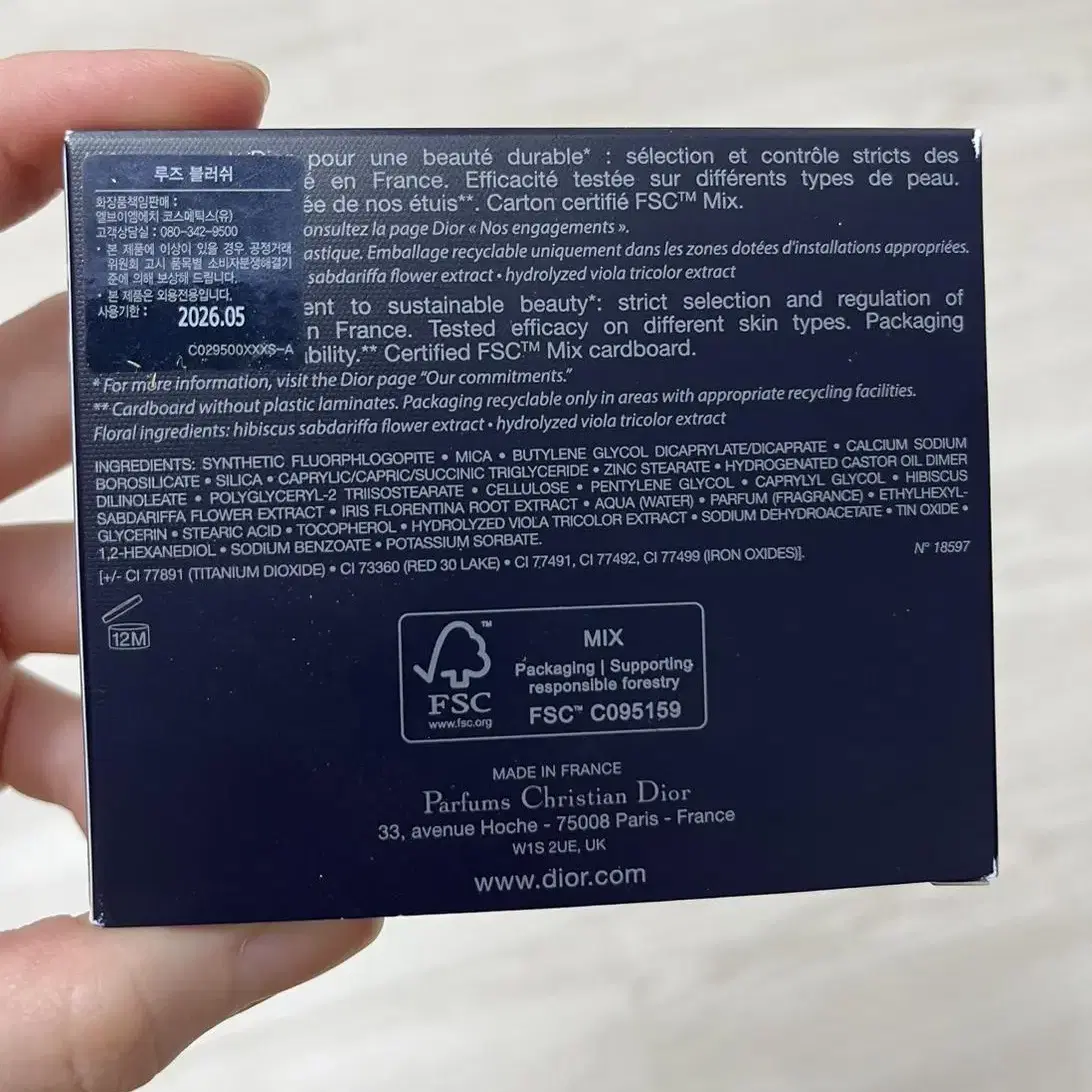 루즈 블러쉬
화장품책임판매 :
엘브이엠에치 코스메틱스(유)
고객상담실 : 080-342-9500
• 본 제품에 이상이 있을 경우 공정거래
위원회 고시 품목별 소비자분쟁해결기
준에 의해 보상해 드립니다.
• 본 제품은 외용전용입니다.
사용기한 : 2026.05
C029500XXXS-A
pour une beauté durable* : sélection et contrôle stricts des
en France. Efficacité testée sur différents types de peau.
de nos étuis**. Carton certifié FSC™ Mix.
la page Dior « Nos engagements ».
Emballage recyclable uniquement dans les zones dotées d'installations appropriées.
sabdariffa flower extract • hydrolyzed viola tricolor extract
to sustainable beauty*: strict selection and regulation of
France. Tested efficacy on different skin types. Packaging
Certified FSC™ Mix cardboard.
* For more information, visit the Dior page “Our commitments.”
** Cardboard without plastic laminates. Packaging recyclable only in areas with appropriate recycling facilities.
Floral ingredients: hibiscus sabdariffa flower extract • hydrolyzed viola tricolor extract
INGREDIENTS: SYNTHETIC FLUORPHLOGOPITE • MICA • BUTYLENE GLYCOL DICAPRYLATE/DICAPRATE • CALCIUM SODIUM
BOROSILICATE • SILICA • CAPRYLIC/CAPRIC/SUCCINIC TRIGLYCERIDE • ZINC STEARATE • HYDROGENATED CASTOR OIL DIMER
DILINOLEATE • POLYGLYCERYL-2 TRIISOSTEARATE • CELLULOSE • PENTYLENE GLYCOL • CAPRYLYL GLYCOL • HIBISCUS
SABDARIFFA FLOWER EXTRACT • IRIS FLORENTINA ROOT EXTRACT • AQUA (WATER) • PARFUM (FRAGRANCE) • ETHYLHEXYL-
GLYCERIN • STEARIC ACID • TOCOPHEROL • HYDROLYZED VIOLA TRICOLOR EXTRACT • SODIUM DEHYDROACETATE • TIN OXIDE •
1,2-HEXANEDIOL • SODIUM BENZOATE • POTASSIUM SORBATE.
N° 18597
[+/- CI 77891 (TITANIUM DIOXIDE) • CI 73360 (RED 30 LAKE) • CI 77491, CI 77492, CI 77499 (IRON OXIDES)].
12M
FSC
www.fsc.org
MIX
Packaging | Supporting
responsible forestry
FSC™ C095159
MADE IN FRANCE
Parfums Christian Dior
33, avenue Hoche - 75008 Paris - France
W1S 2UE, UK
www.dior.com